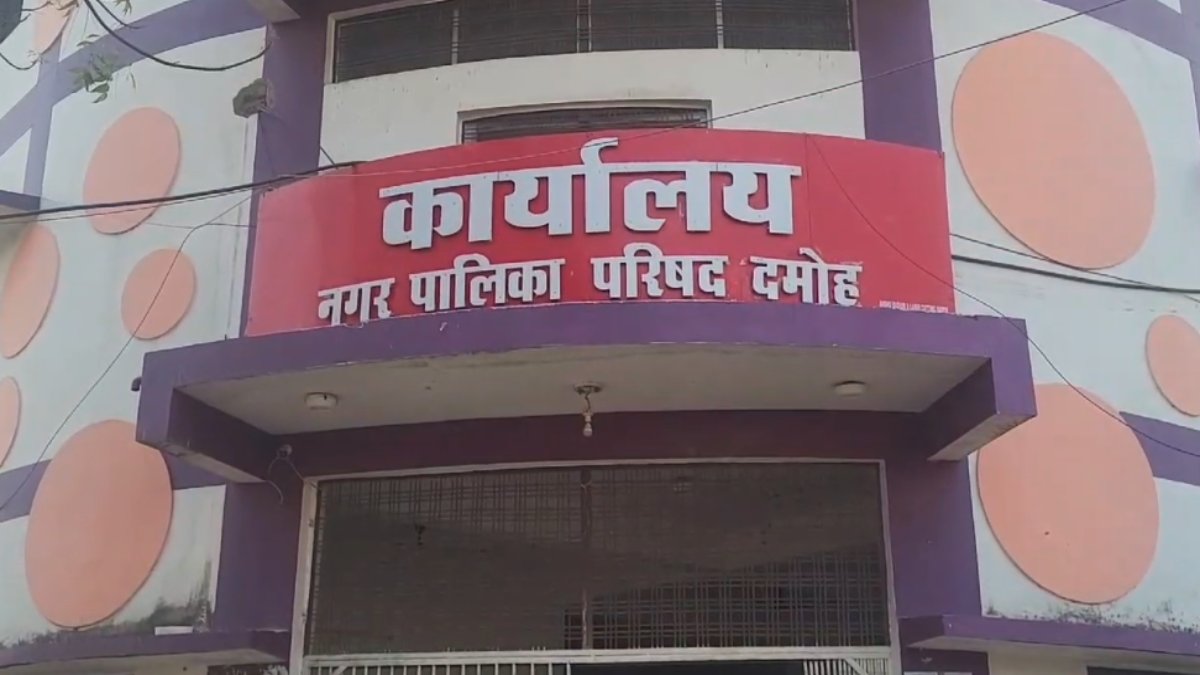 कार्यालय
नगर पालिका परिषद दमोह